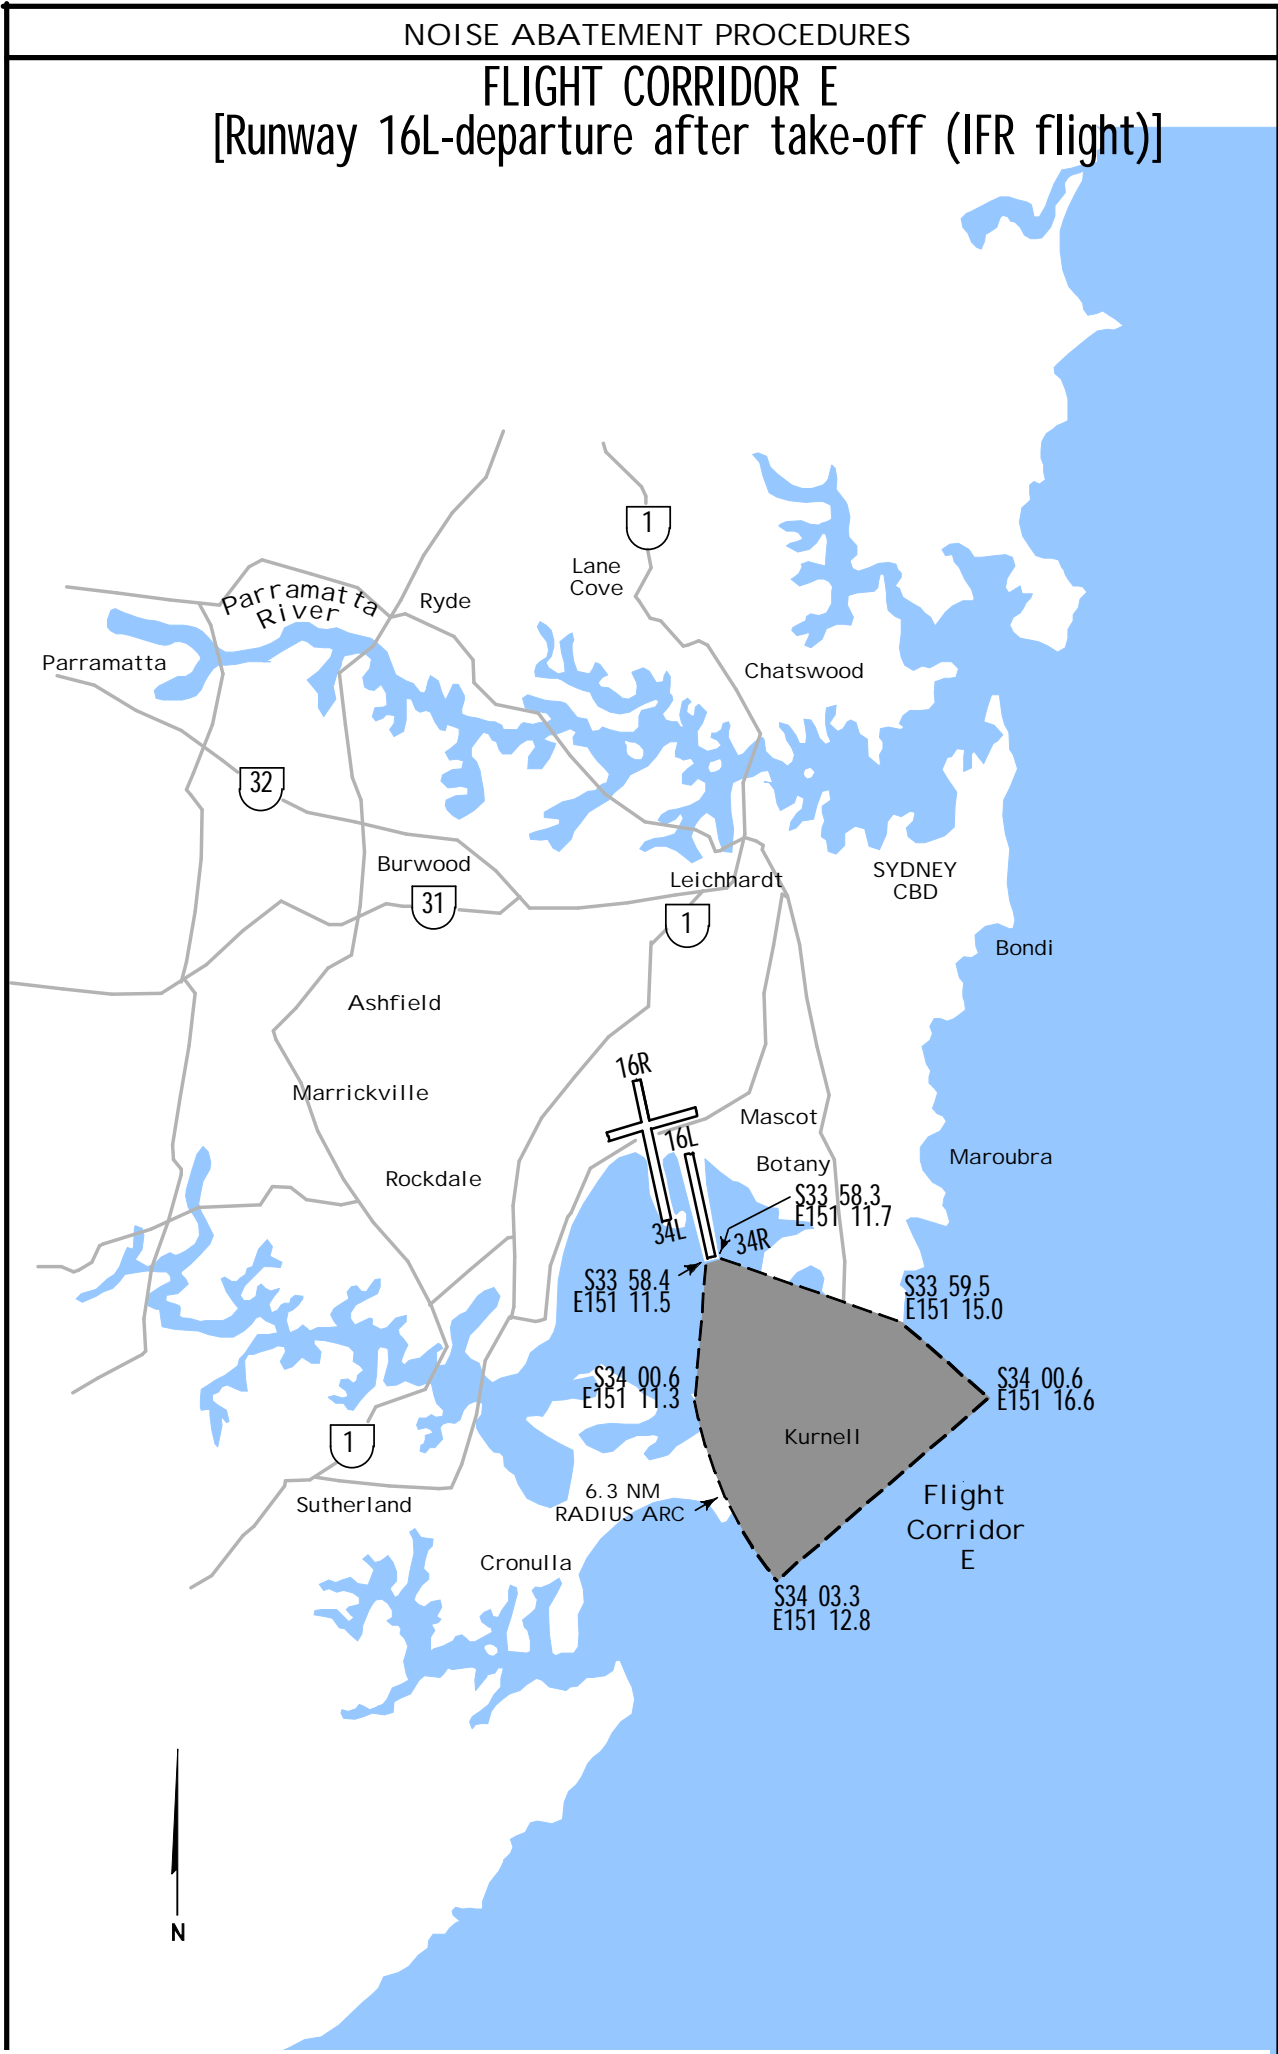 NOISE ABATEMENT PROCEDURES
FLIGHT CORRIDOR E
[Runway 16L-departure after take-off (IFR flight)]
1
Lane
Cove
Parramatta
River
Ryde
Parramatta
Chatswood
32
Burwood
31
Leichhardt
1
SYDNEY
CBD
Bondi
Ashfield
16R
Marrickville
Mascot
16L
Botany
Maroubra
Rockdale
S33 58.3
E151 11.7
34L
34R
S33 58.4
E151 11.5
S33 59.5
E151 15.0
S34 00.6
E151 11.3
S34 00.6
E151 16.6
Kurnell
1
6.3 NM
RADIUS ARC
Flight
Corridor
E
Sutherland
Cronulla
S34 03.3
E151 12.8
N